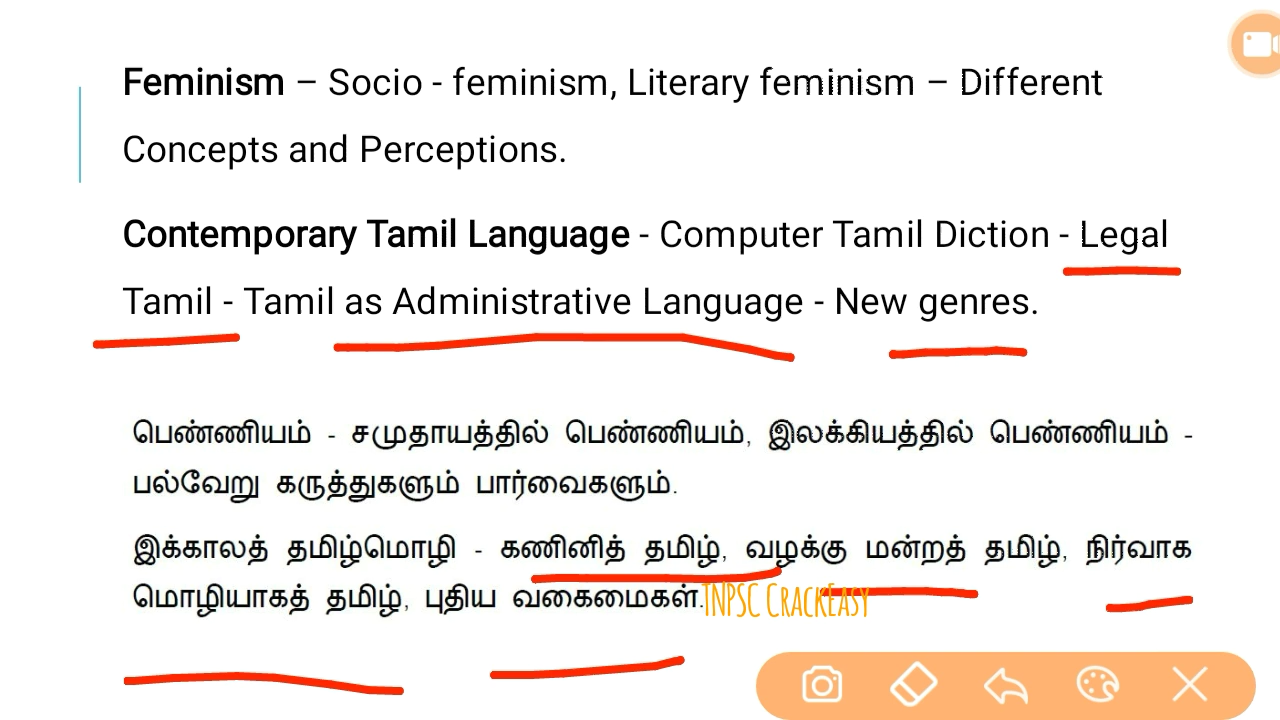 Feminism – Socio - feminism, Literary feminism – Different
Concepts and Perceptions.
Contemporary Tamil Language - Computer Tamil Diction - Legal
Tamil - Tamil as Administrative Language - New genres.
பெண்ணியம் - சமுதாயத்தில் பெண்ணியம், இலக்கியத்தில் பெண்ணியம் -
பல்வேறு கருத்துகளும் பார்வைகளும்.
இக்காலத் தமிழ்மொழி - கணினித் தமிழ், வழக்கு மன்றத் தமிழ், நிர்வாக
மொழியாகத் தமிழ், புதிய வகைமைகள்.
TNPSC CrackEasy